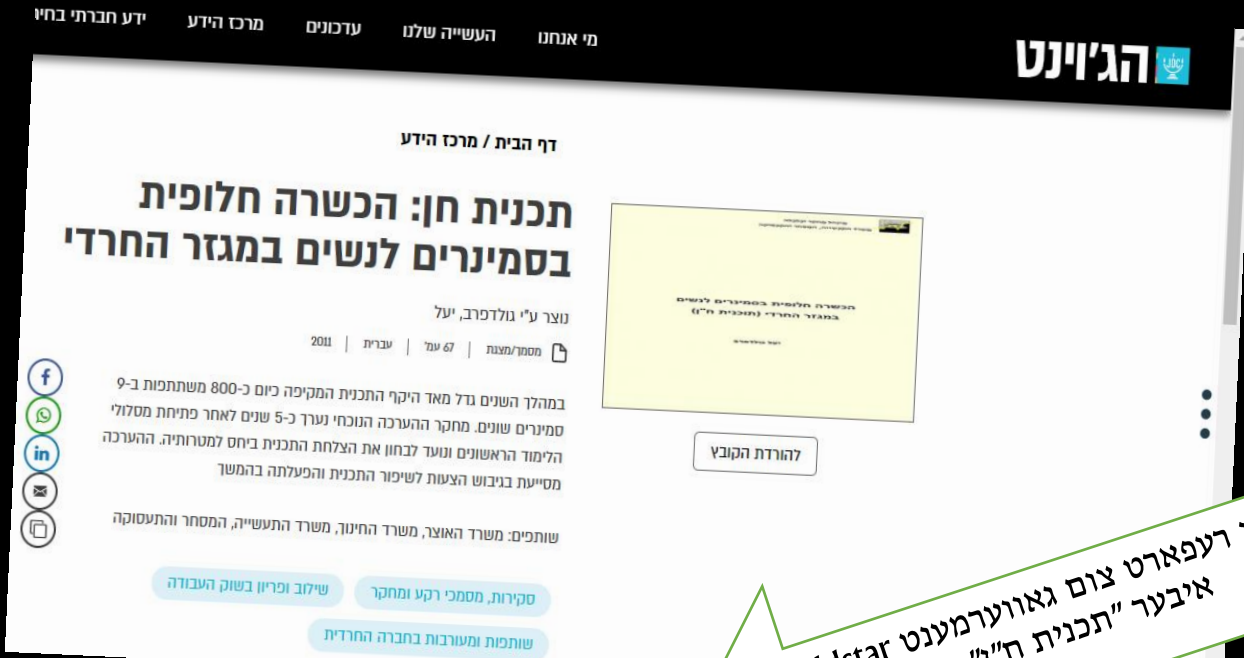 הג'וינט
מי אנחנו העשייה שלנו עדכונים מרכז הידע ידע חברתי
דף הבית / מרכז הידע
תכנית חן: הכשרה חלופית
בסמינרים לנשים במגזר החרדי
נוצר ע"י גולדפרב, יעל
מסמך/מצגת | 67 עמ' | עברית | 2011
במהלך השנים גדל מאד היקף התכנית המקיפה כיום כ-800 משתתפות ב-9
סמינרים שונים. מחקר ההערכה הנוכחי נערך כ-5 שנים לאחר פתיחת מסלולי
הלימוד הראשונים ונועד לבחון את הצלחת התכנית ביחס למטרותיה. ההערכה
מסייעת בגיבוש הצעות לשיפור התכנית והפעלתה בהמשך
שותפים: משרד האוצר, משרד החינוך, משרד התעשייה, המסחר והתעסוקה
סקירות, מסמכי רקע ומחקר שילוב ופריון בשוק העבודה
שותפות ומעורבות בחברה החרדית
הכשרה חלופית בסמינרים לנשים
במגזר החרדי (תוכנית ח"ן)
להורדת הקובץ
רעפארט צום גאווערמענט
איבער "תכנית ח"ן"